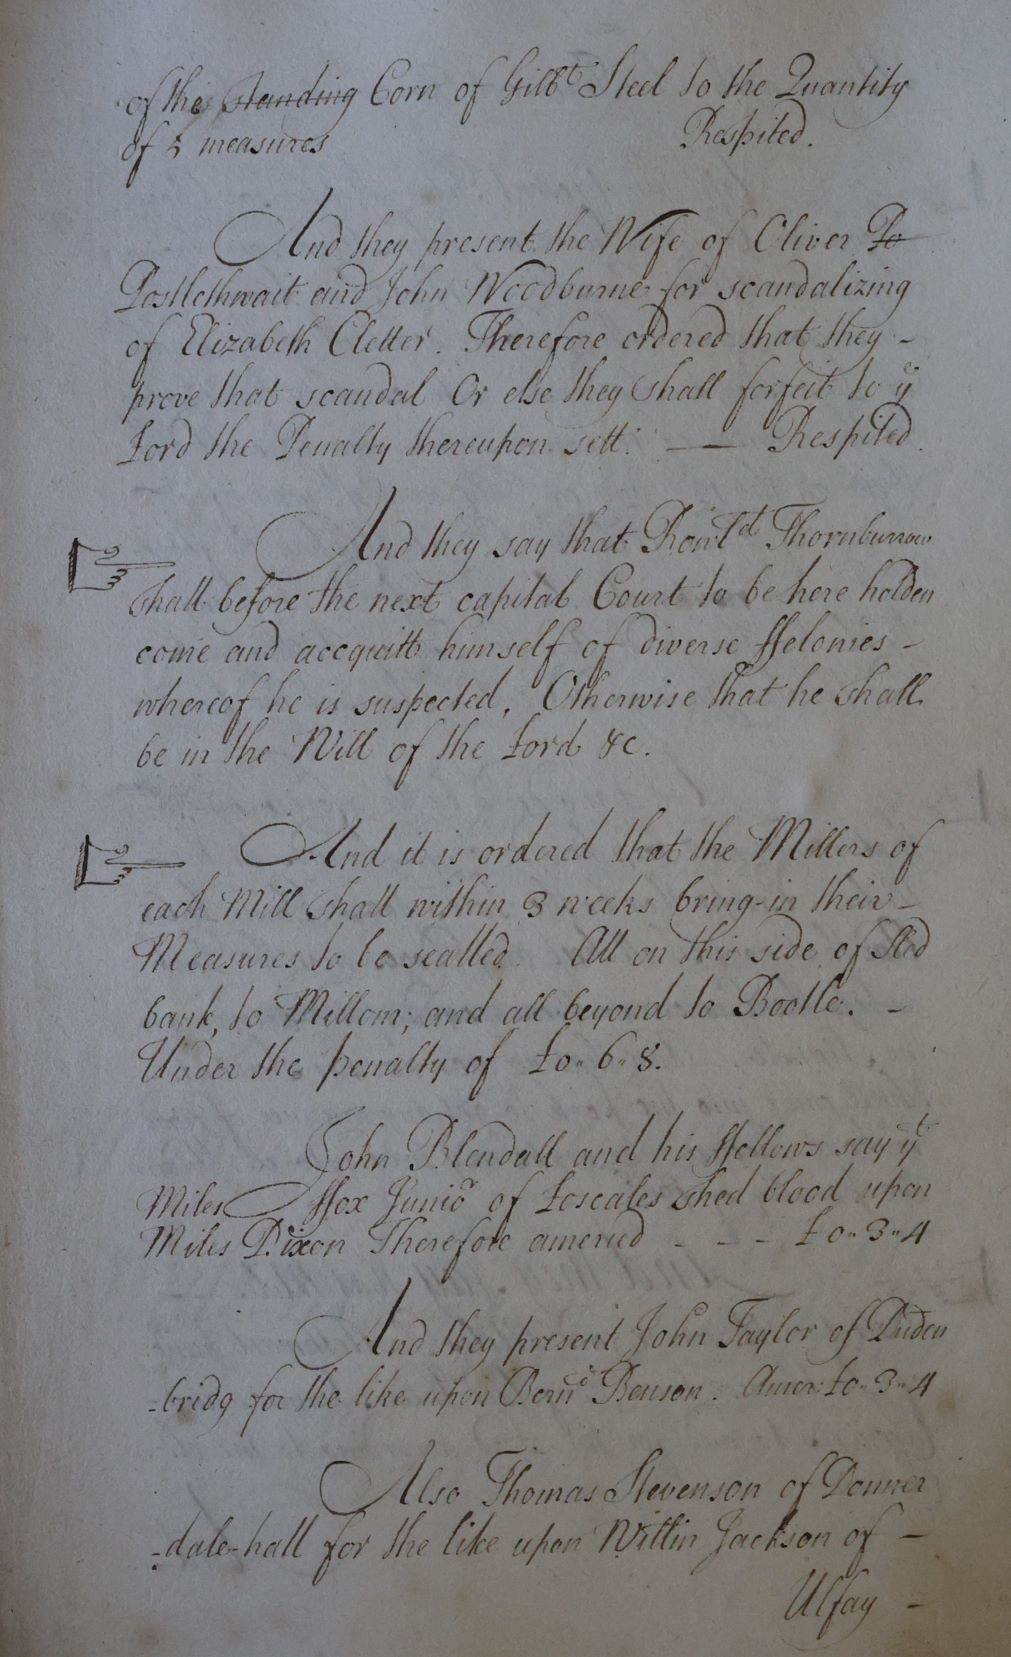 of the standing Corn of Gilbt Steel to the Quantity
of 2 measures Respited.
And they present the Wife of Oliver Po
Postlethwait and John Woodburne for scandalizing
of Elizabeth Cletter. Therefore ordered that they -
prove that scandal Or else they shall forfeit to ye
Lord the Penalty thereupon sett. — Respited.
And they say that Rowld Thornburrow
shall before the next capital Court to be here holden
come and accquitt himself of diverse ffelonies -
whereof he is suspected, Otherwise that he shall
be in the Will of the Lord &c.
And it is ordered that the Millers of
each Mill shall within 3 weeks bring-in their -
Measures to be sealled. All on this side of
bank, to Millom; and all beyond to Bootle. -
Under the penalty of £0" 6" 8.
John Blendall and his ffellows say yt
Miles ffox Junior of Loscales shed blood upon
Miles Dixon Therefore amercd - - - £0" 3" 4
And they present John Taylor of Duden
=bridg for the like upon Bernd Benson. Amer: £0" 3" 4
Also Thomas Stevenson of Donner
=dale-hall for the like upon Willm Jackson of -
Ulfay -